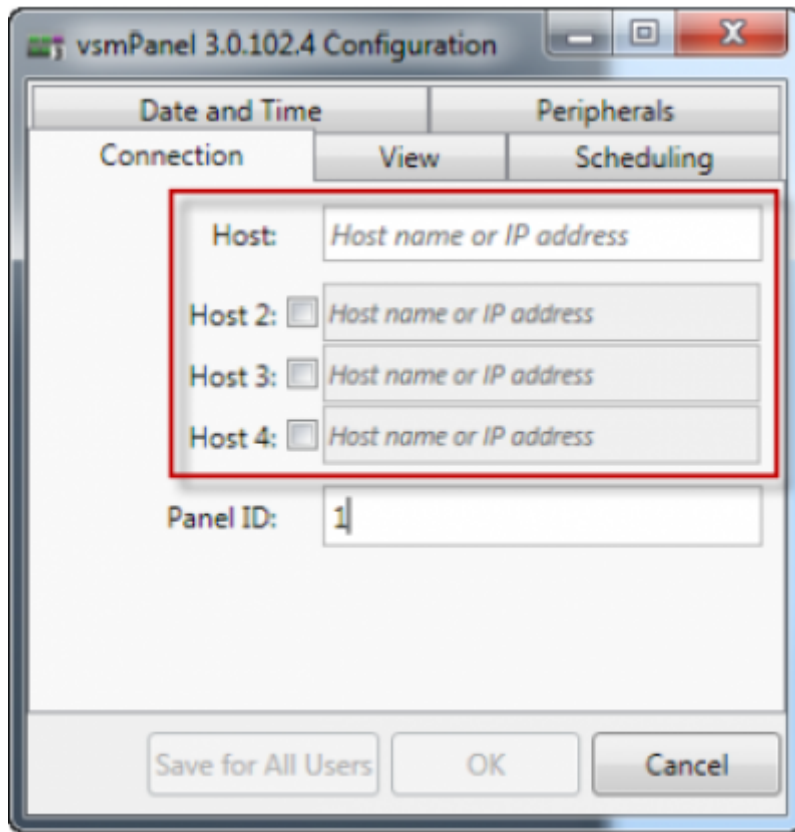 vsmPanel 3.0.102.4 Configuration
Date and Time Peripherals
Connection View Scheduling
Host: Host name or IP address
Host 2: Host name or IP address
Host 3: Host name or IP address
Host 4: Host name or IP address
Panel ID: 1
Save for All Users OK Cancel